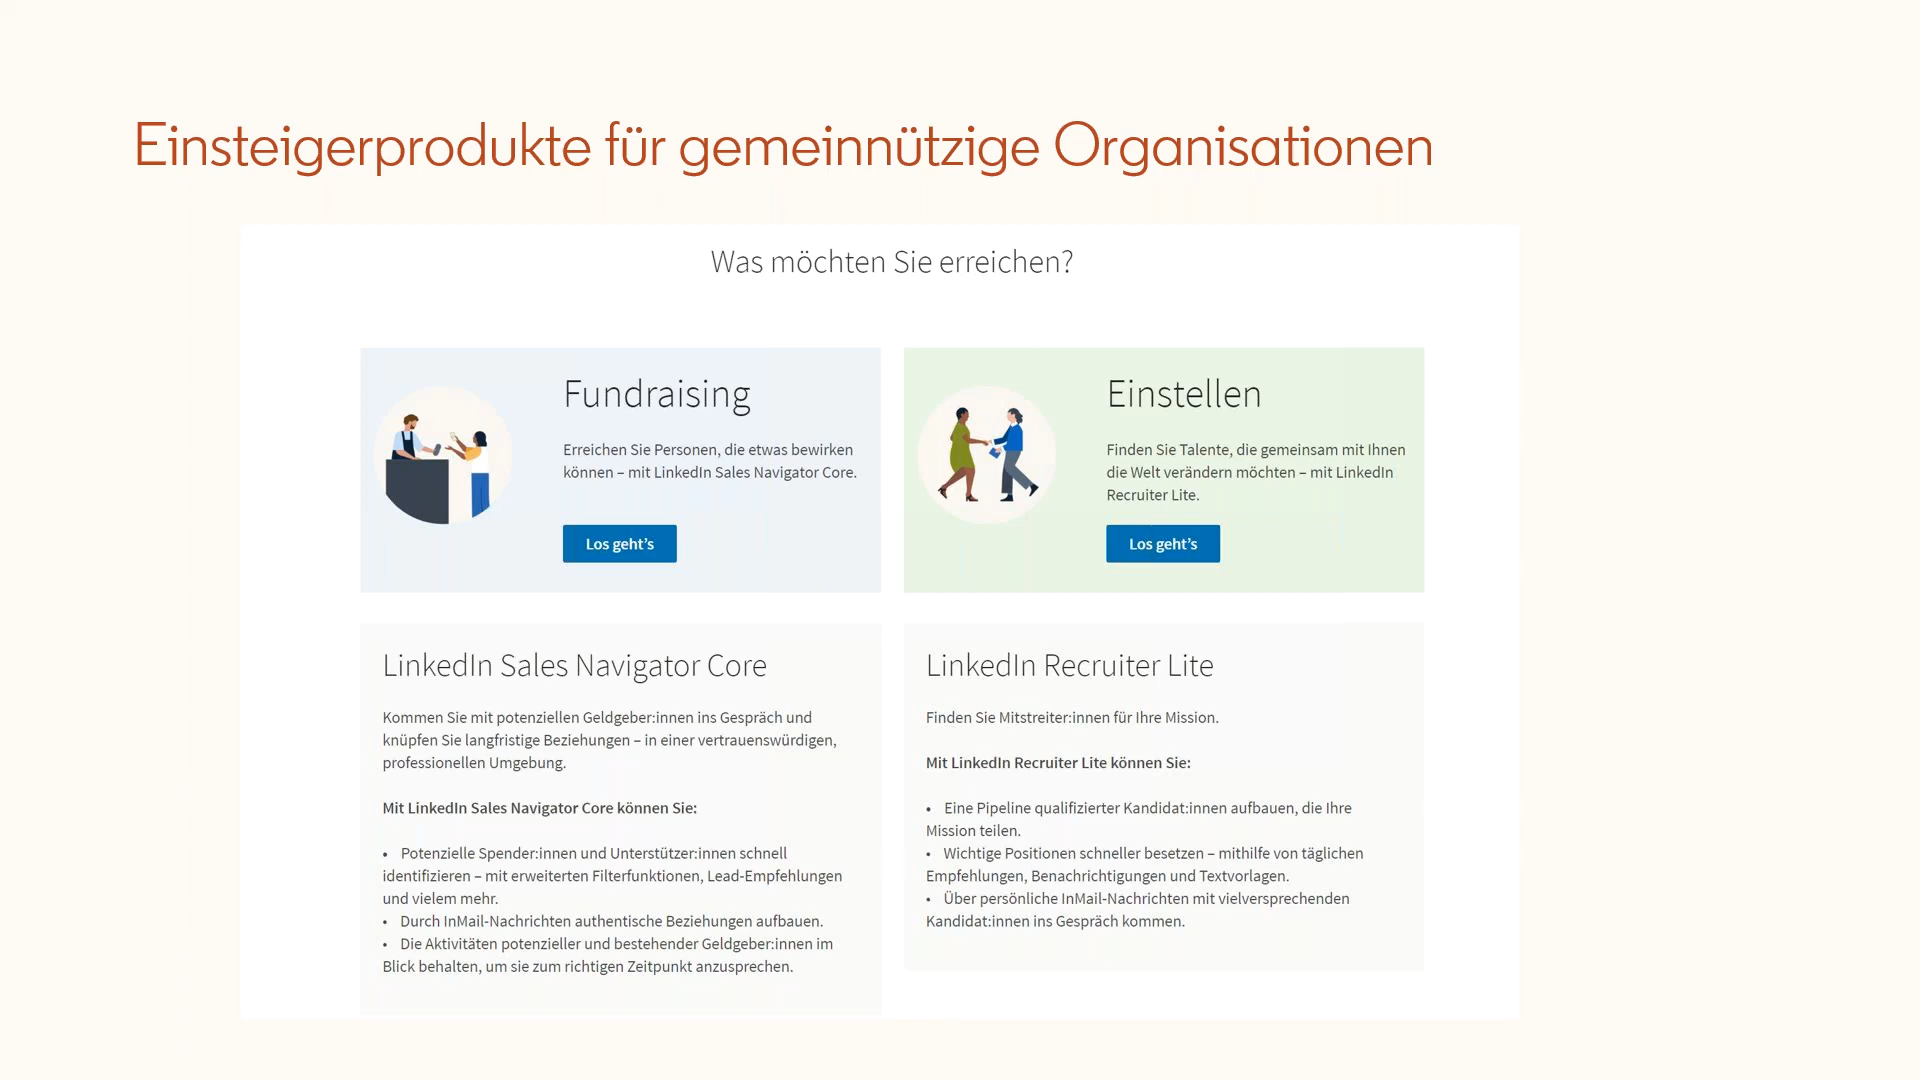 Einsteigerprodukte für gemeinnützige Organisationen
Was möchten Sie erreichen?
Fundraising
Erreichen Sie Personen, die etwas bewirken
können – mit LinkedIn Sales Navigator Core.
Los geht’s
Einstellen
Finden Sie Talente, die gemeinsam mit Ihnen
die Welt verändern möchten – mit LinkedIn
Recruiter Lite.
Los geht’s
LinkedIn Sales Navigator Core
Kommen Sie mit potenziellen Geldgeber:innen ins Gespräch und
knüpfen Sie langfristige Beziehungen – in einer vertrauenswürdigen,
professionellen Umgebung.
Mit LinkedIn Sales Navigator Core können Sie:
• Potenzielle Spender:innen und Unterstützer:innen schnell
identifizieren – mit erweiterten Filterfunktionen, Lead-Empfehlungen
und vielem mehr.
• Durch InMail-Nachrichten authentische Beziehungen aufbauen.
• Die Aktivitäten potenzieller und bestehender Geldgeber:innen im
Blick behalten, um sie zum richtigen Zeitpunkt anzusprechen.
LinkedIn Recruiter Lite
Finden Sie Mitstreiter:innen für Ihre Mission.
Mit LinkedIn Recruiter Lite können Sie:
• Eine Pipeline qualifizierter Kandidat:innen aufbauen, die Ihre
Mission teilen.
• Wichtige Positionen schneller besetzen – mithilfe von täglichen
Empfehlungen, Benachrichtigungen und Textvorlagen.
• Über persönliche InMail-Nachrichten mit vielversprechenden
Kandidat:innen ins Gespräch kommen.